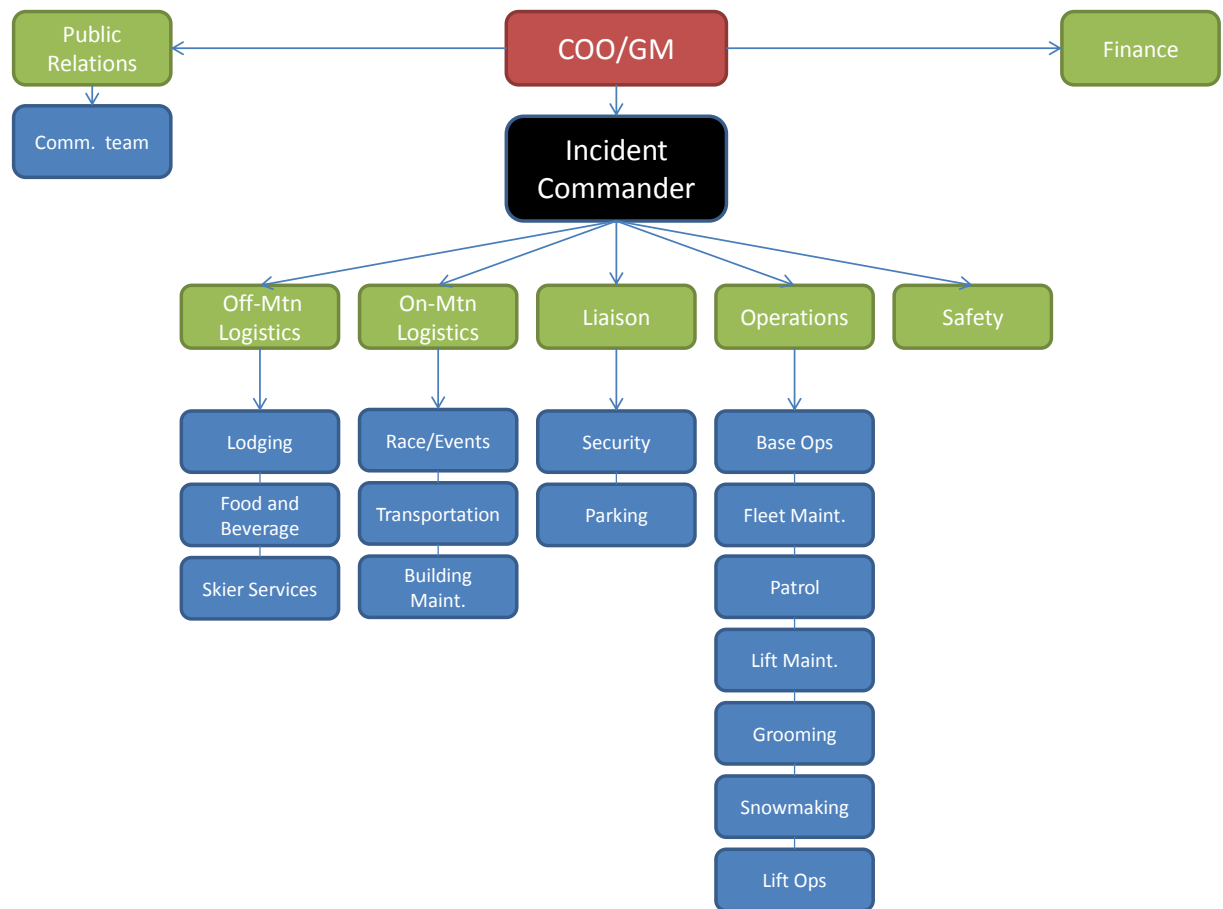 Public
Relations
COO/GM
Finance
Comm. team
Incident
Commander
Off-Mtn
Logistics
On-Mtn
Logistics
Liaison
Operations
Safety
Lodging
Race/Events
Security
Base Ops
Food and
Beverage
Transportation
Parking
Fleet Maint.
Skier Services
Building
Maint.
Patrol
Lift Maint.
Grooming
Snowmaking
Lift Ops